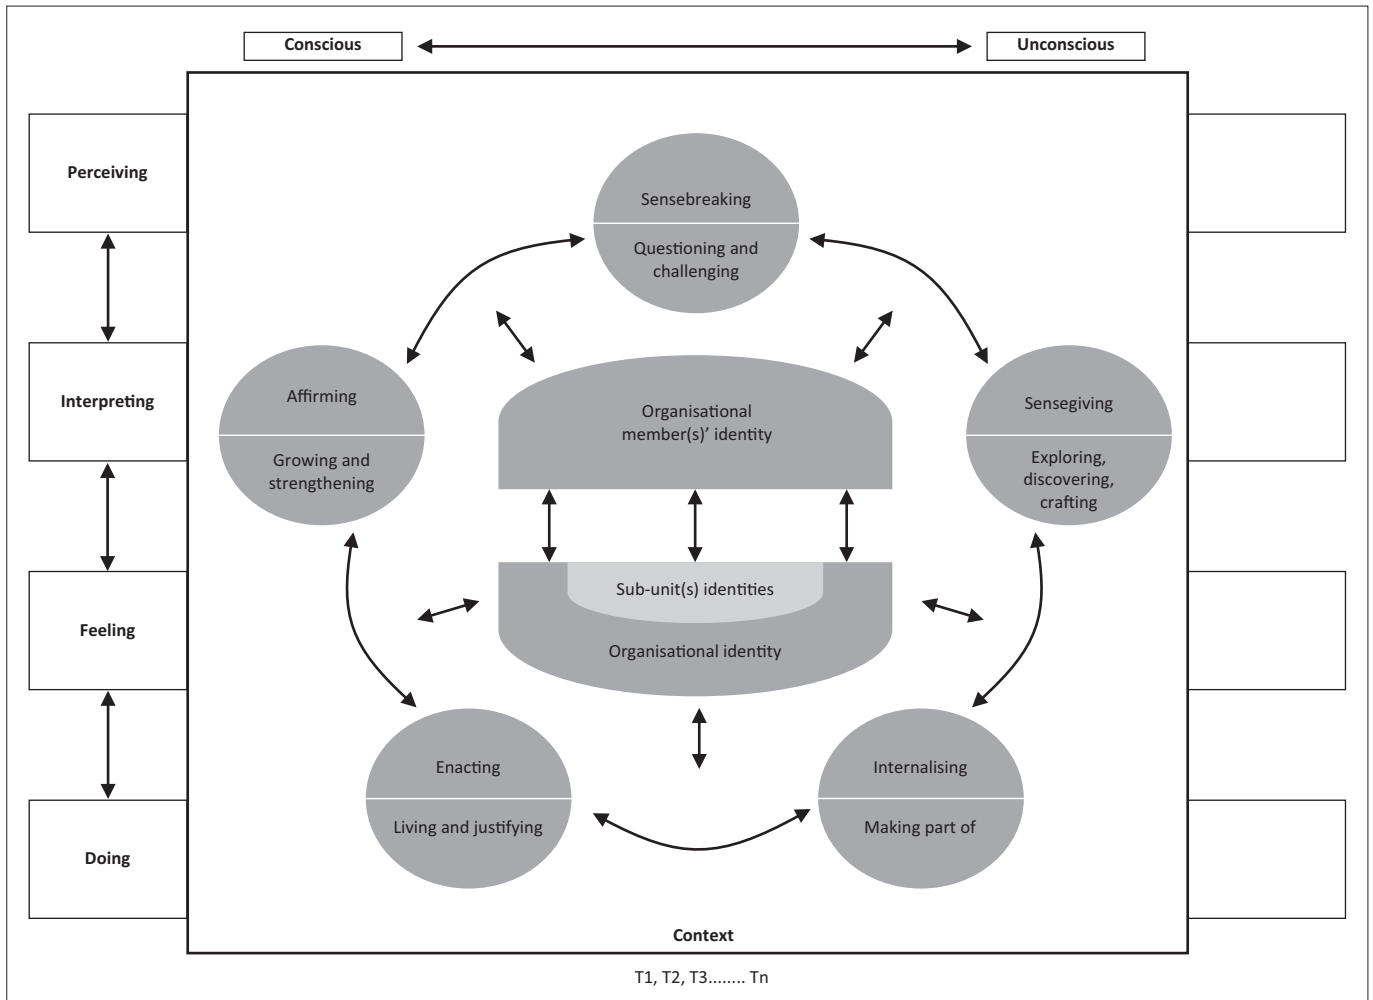 Conscious
Unconscious
Perceiving
Interpreting
Feeling
Doing
Sensebreaking
Questioning and
challenging
Affirming
Growing and
strengthening
Organisational
member(s)’ identity
Sensegiving
Exploring,
discovering,
crafting
Sub-unit(s) identities
Organisational identity
Enacting
Living and justifying
Internalising
Making part of
Context
T1, T2, T3........ Tn